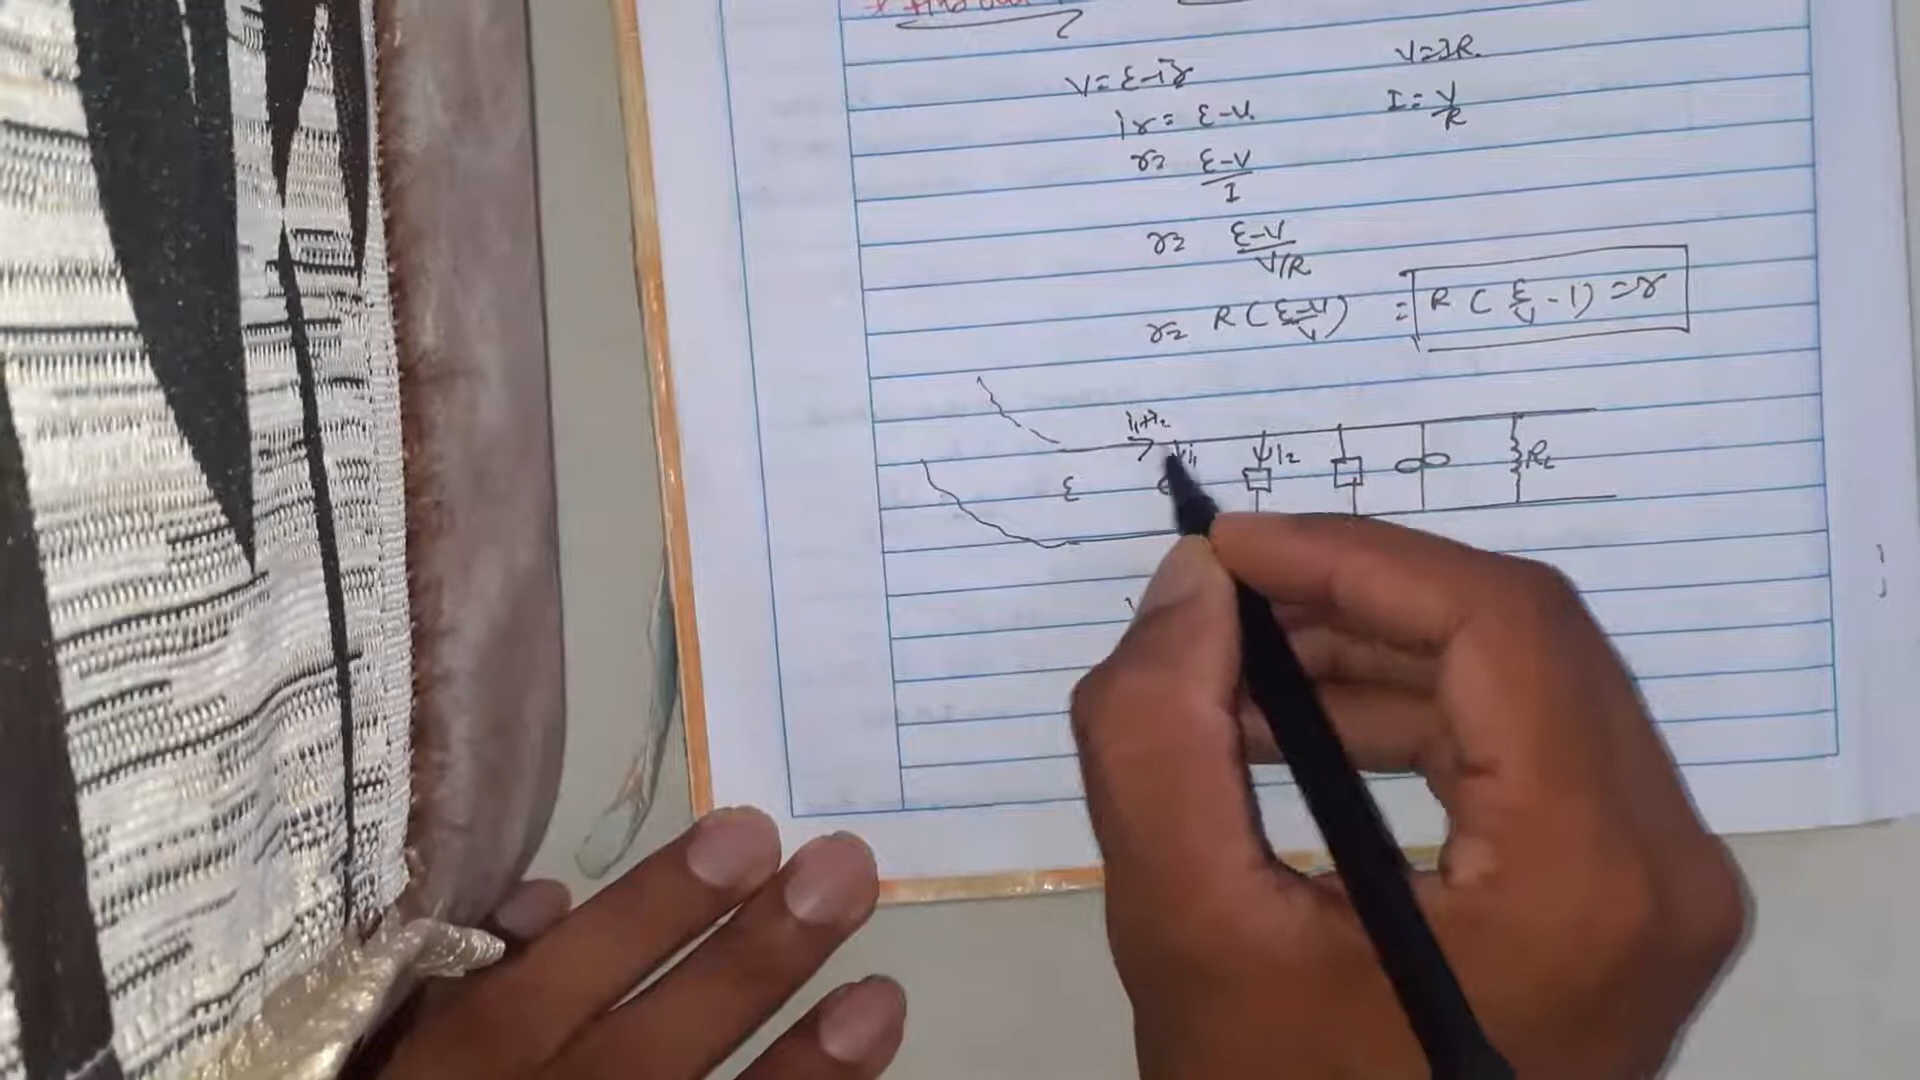 V = ε-ir
V=IR.
ir = ε-V.
I = V/R
r = ε-V/I
r = ε-V/V/R
r = R(ε-V/V) = R(ε/V -1) = r
i₁+i₂
i₁
i₂
ε
R_L